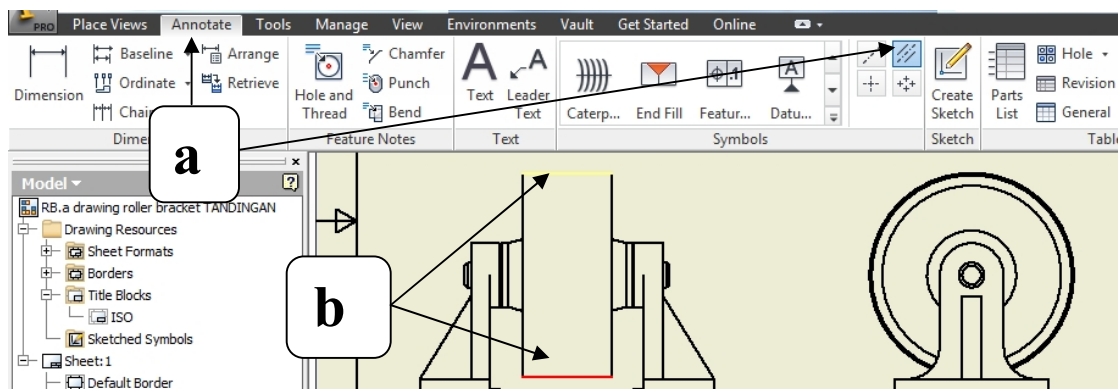 PRO Place Views Annotate Tools Manage View Environments Vault Get Started Online
Baseline Arrange Chamfer
Ordinate Retrieve Punch
Dimension Hole and Thread Bend Text Leader Text Caterp... End Fill Featur... Datu... Create Sketch Parts List Hole
Revision
General
Feature Notes Text Symbols Sketch
a
Model
RB.a drawing roller bracket TANDINGAN
Drawing Resources
Sheet Formats
Borders
Title Blocks
b
ISO
Sketched Symbols
Sheet:1
Default Border